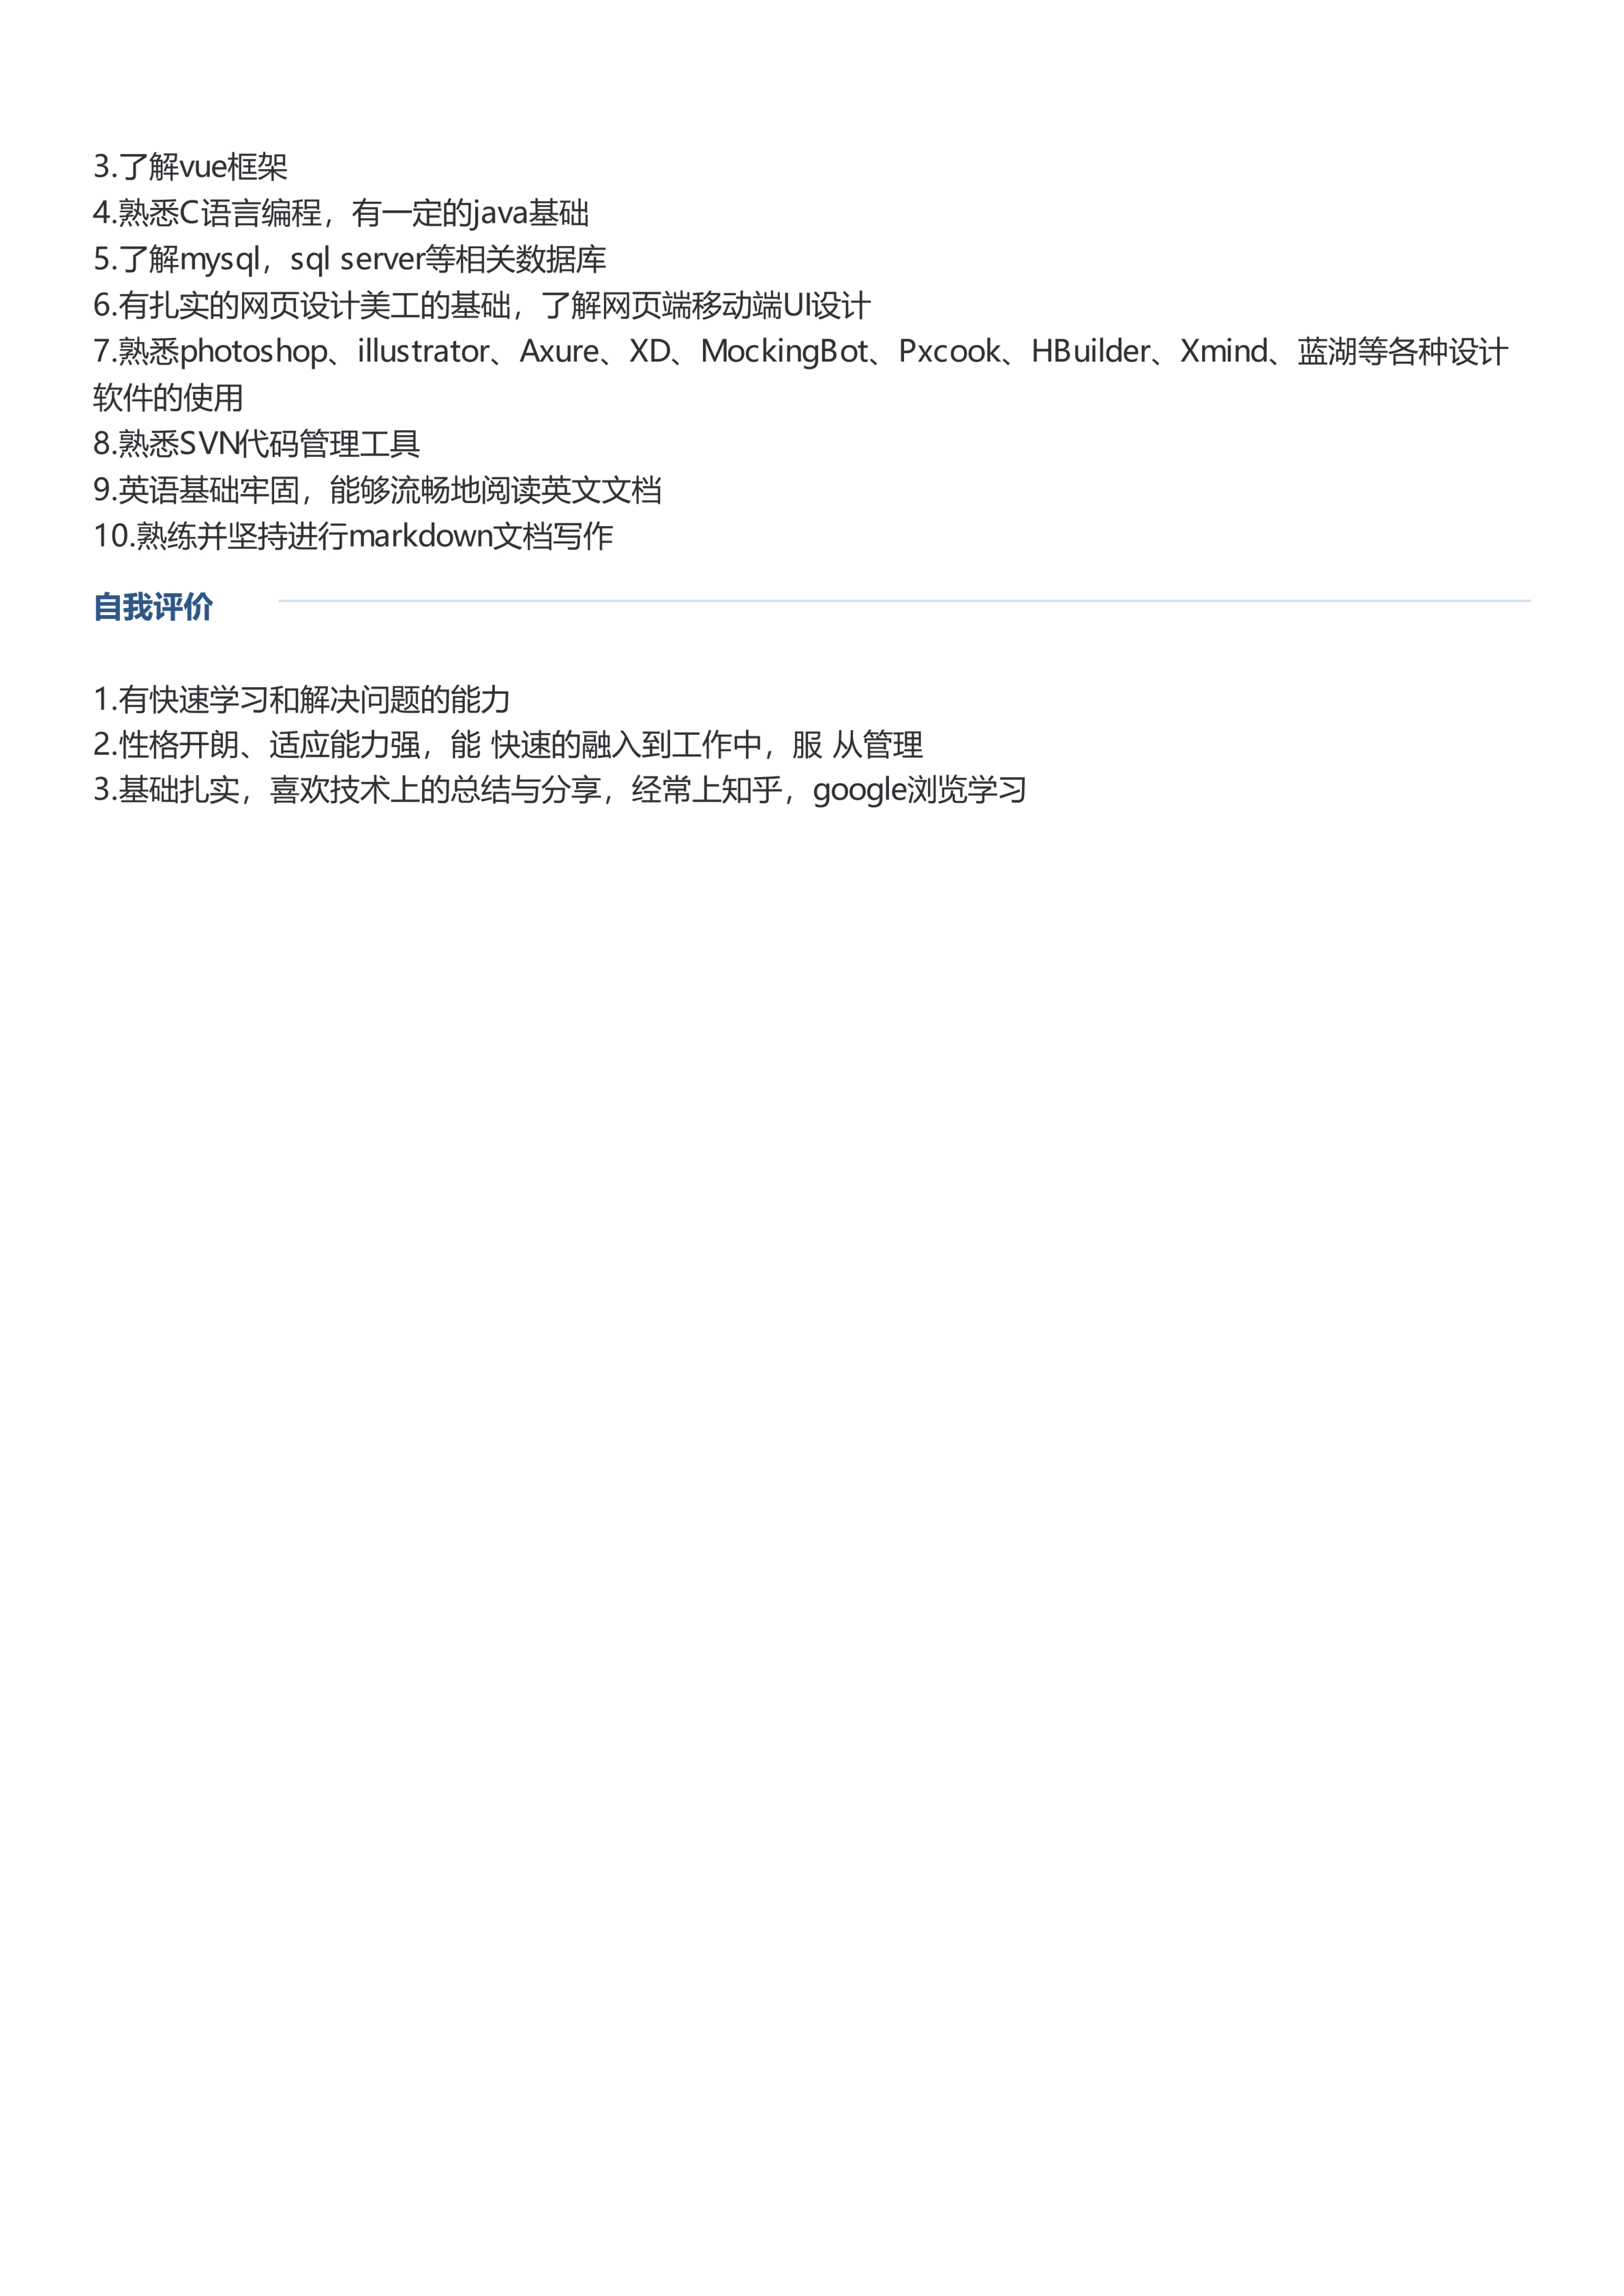 3.了解vue框架
4.熟悉C语言编程，有一定的java基础
5.了解mysql，sql server等相关数据库
6.有扎实的网页设计美工的基础，了解网页端移动端UI设计
7.熟悉photoshop、illustrator、Axure、XD、MockingBot、Pxcook、HBuilder、Xmind、蓝湖等各种设计
软件的使用
8.熟悉SVN代码管理工具
9.英语基础牢固，能够流畅地阅读英文文档
10.熟练并坚持进行markdown文档写作
自我评价
1.有快速学习和解决问题的能力
2.性格开朗、适应能力强，能 快速的融入到工作中，服 从管理
3.基础扎实，喜欢技术上的总结与分享，经常上知乎，google浏览学习